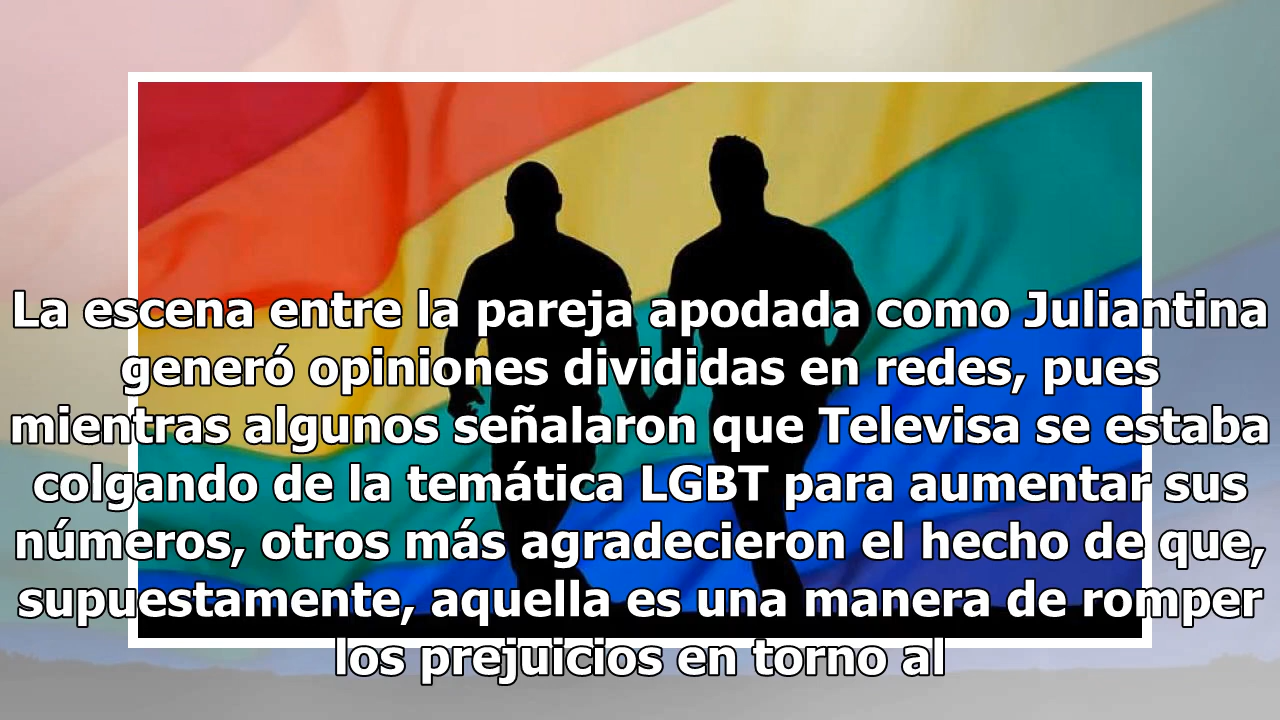 La escena entre la pareja apodada como Juliantina
generó opiniones divididas en redes, pues
mientras algunos señalaron que Televisa se estaba
colgando de la temática LGBT para aumentar sus
números, otros más agradecieron el hecho de que,
supuestamente, aquella es una manera de romper
los prejuicios en torno al